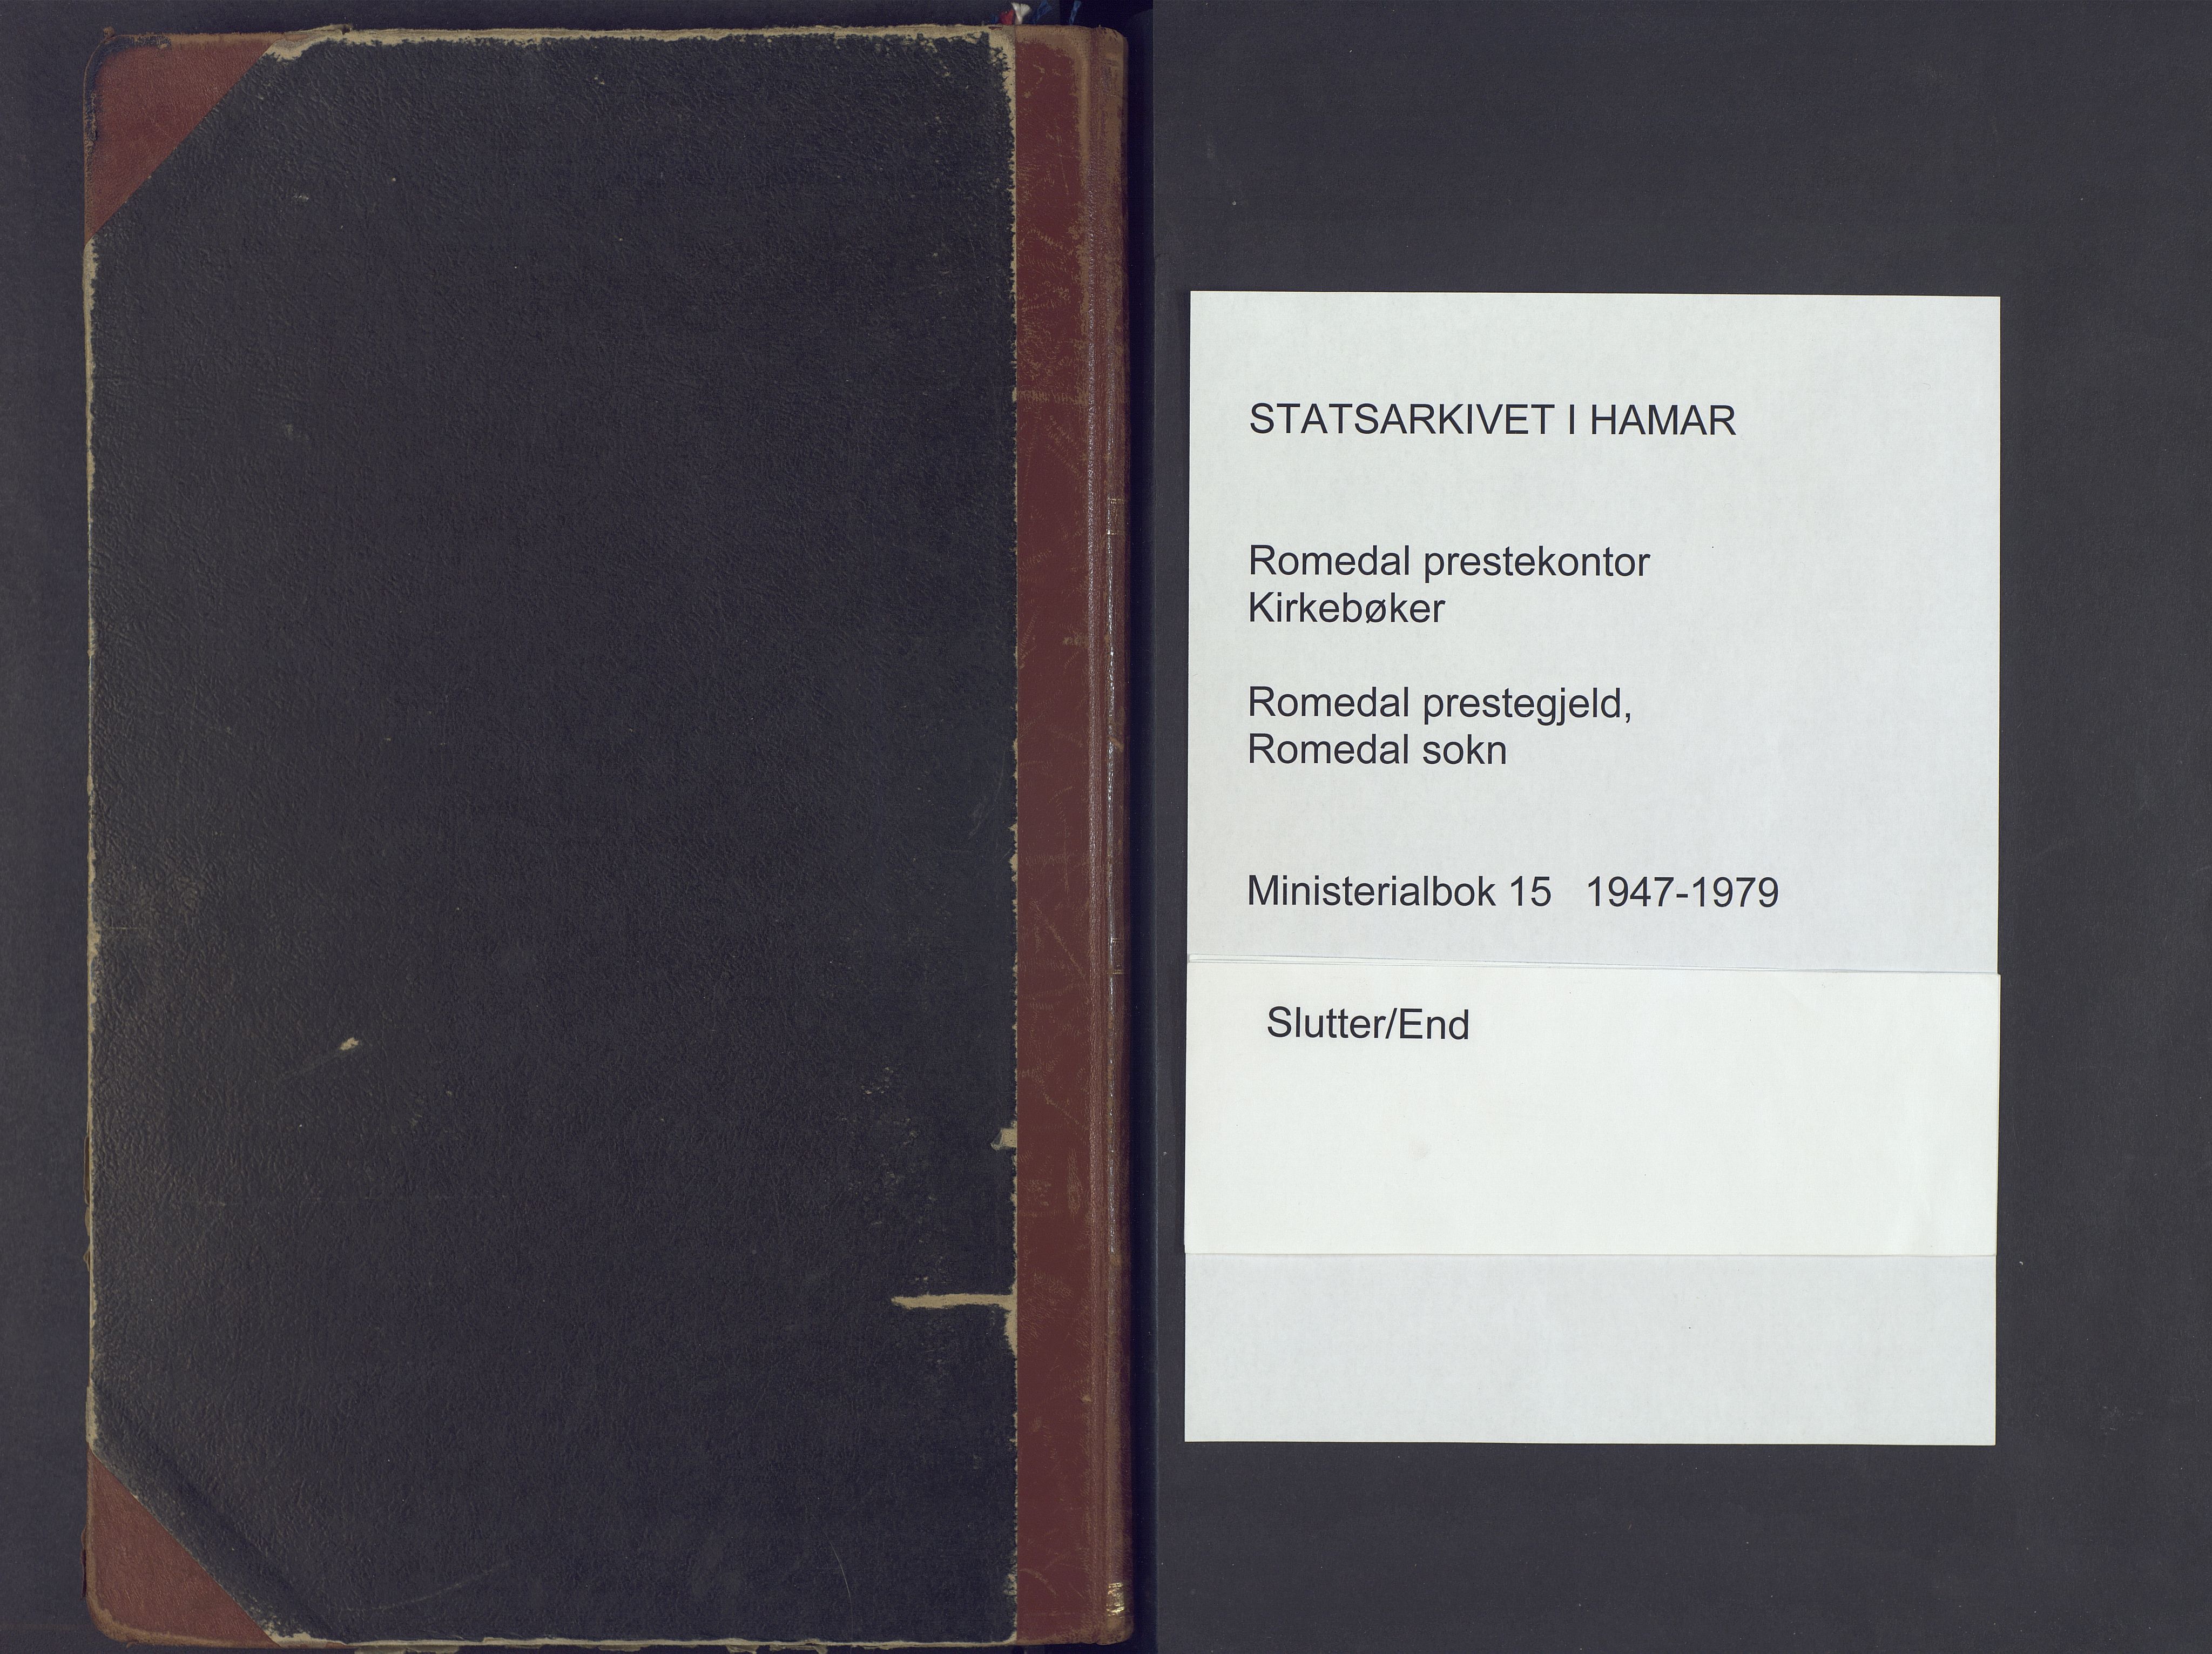 STATSARKIVET I HAMAR
Romedal prestekontor
Kirkebøker
Romedal prestegjeld,
Romedal sokn
Ministerialbok 15 1947-1979
Slutter/End